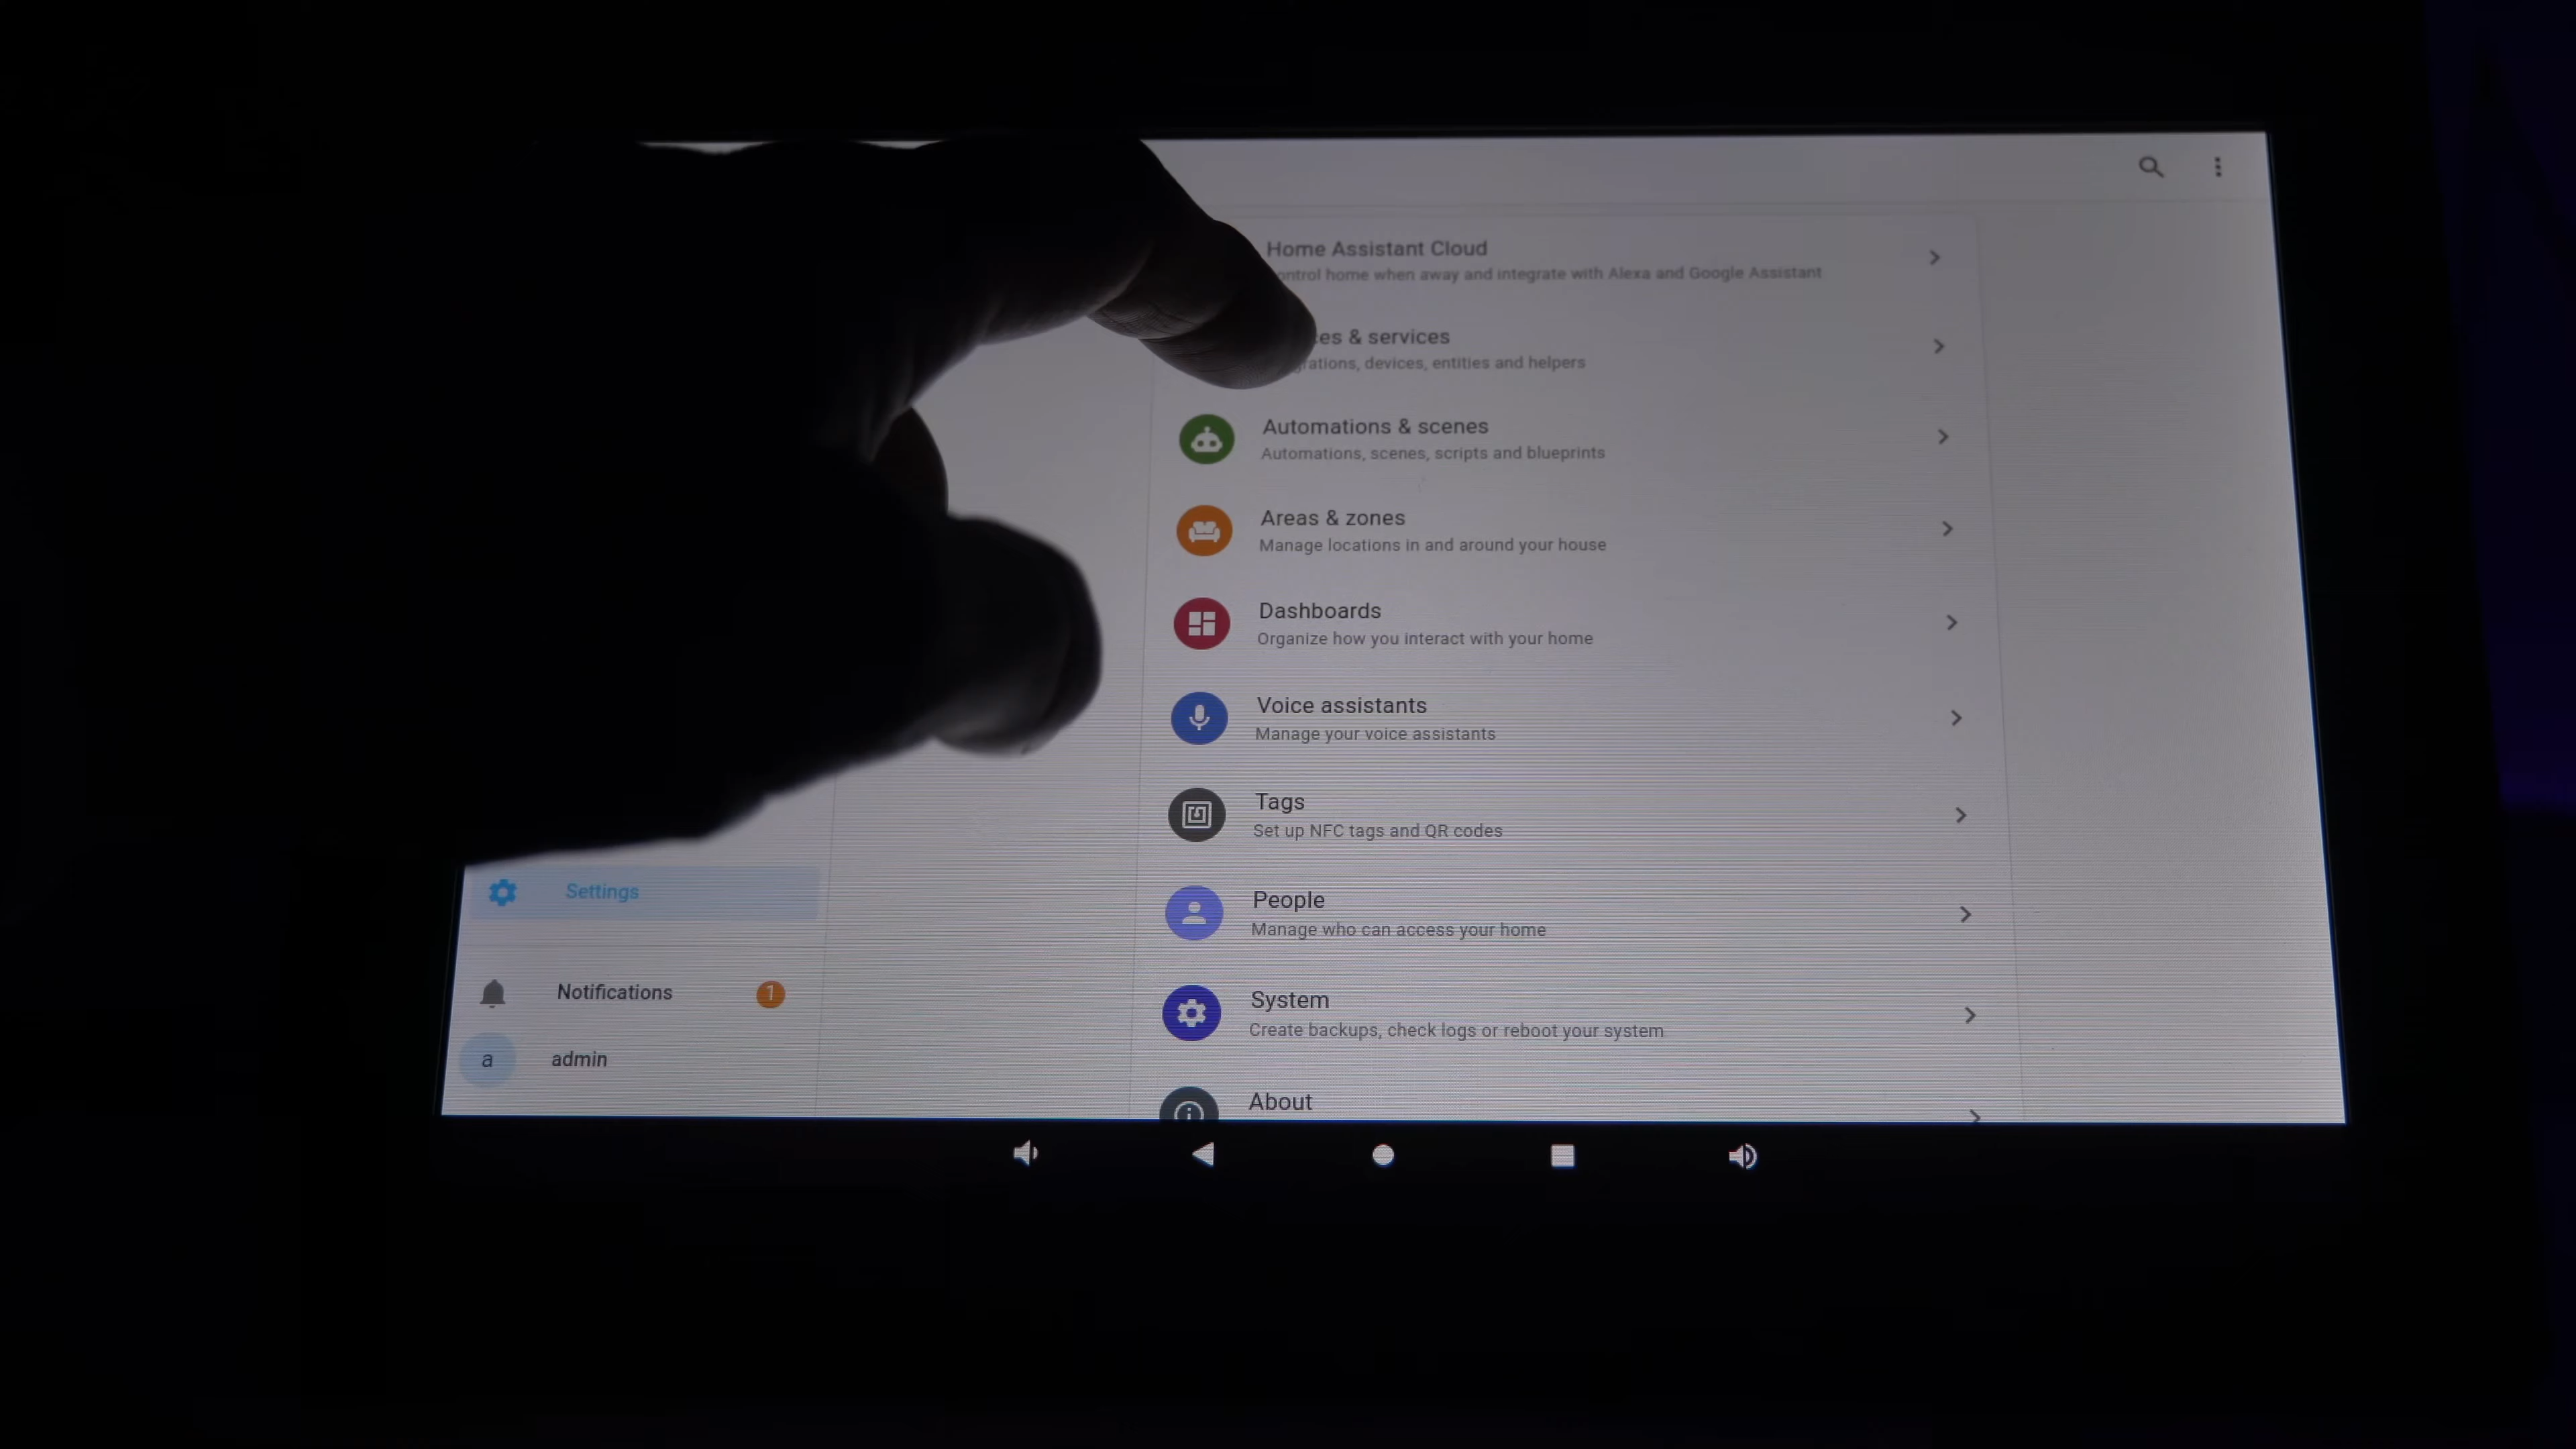 Home Assistant Cloud
home when away and integrate with Alexa and Google Assistant
& services
devices, entities and helpers
Automations & scenes
Automations, scenes, scripts and blueprints
Areas & zones
Manage locations in and around your house
Dashboards
Organize how you interact with your home
Voice assistants
Manage your voice assistants
Tags
Set up NFC tags and QR codes
People
Manage who can access your home
System
Create backups, check logs or reboot your system
About
Settings
Notifications 1
a admin